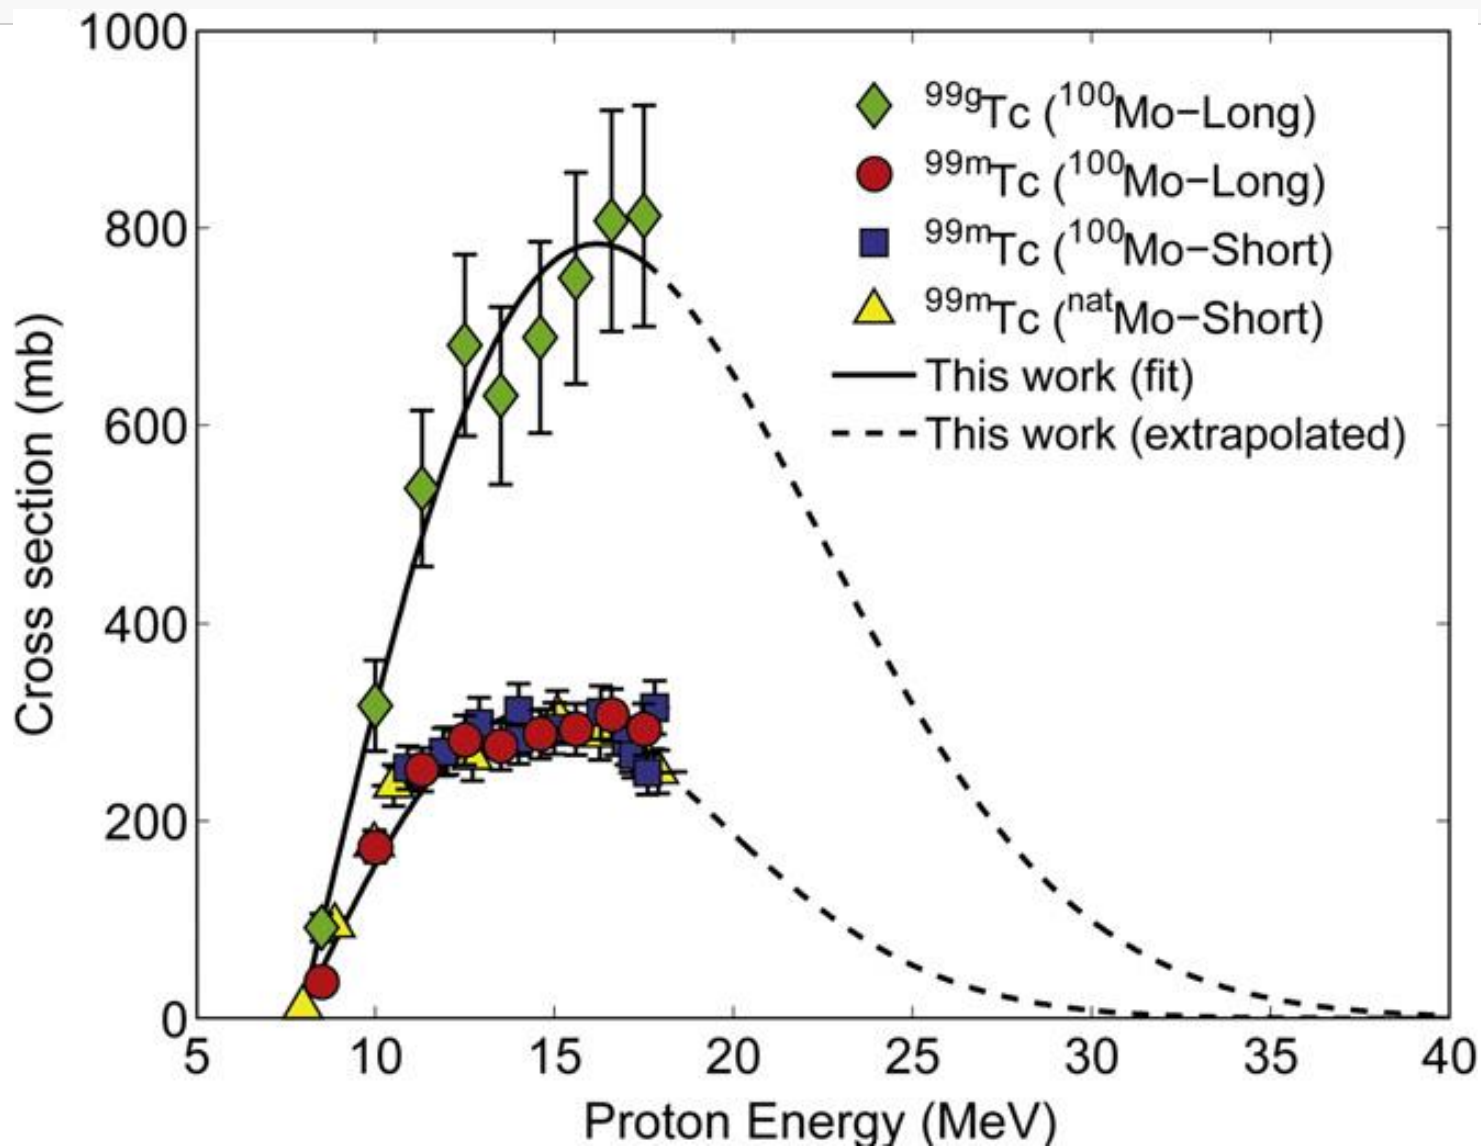 1000
800
600
400
200
0
Cross section (mb)
99gTc (100Mo−Long)
99mTc (100Mo−Long)
99mTc (100Mo−Short)
99mTc (natMo−Short)
This work (fit)
This work (extrapolated)
5 10 15 20 25 30 35 40
Proton Energy (MeV)